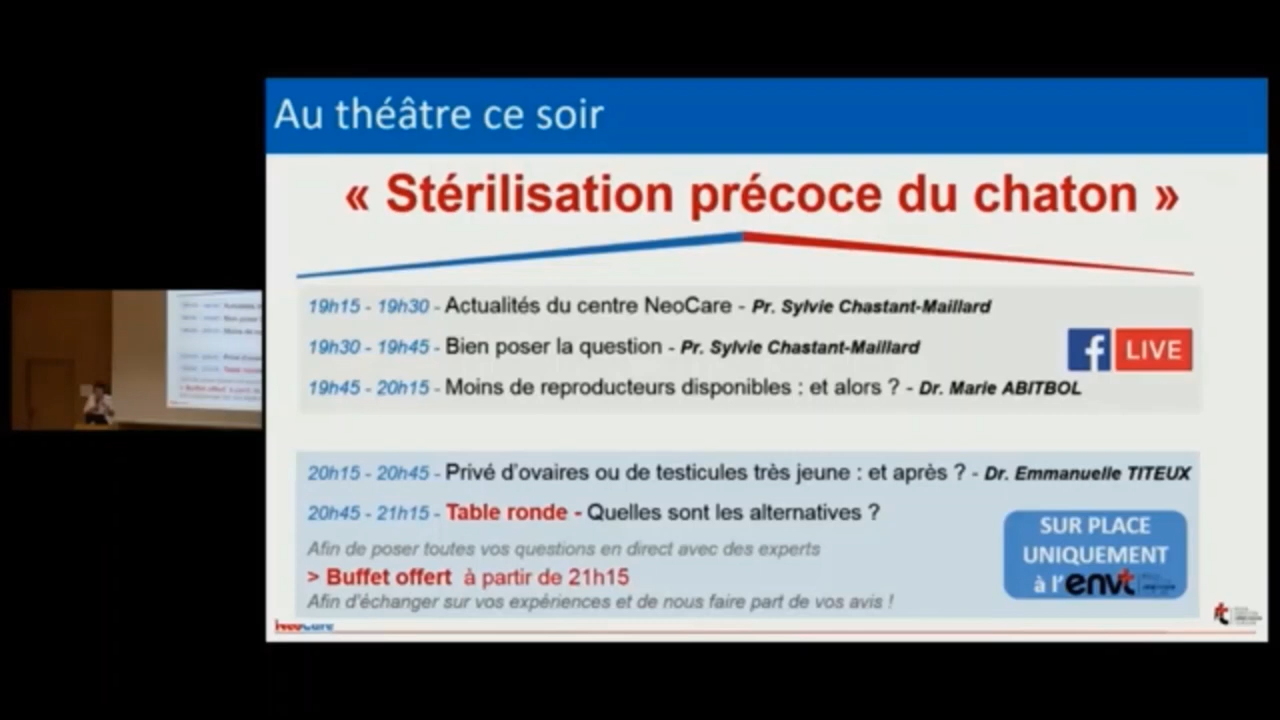 Au théâtre ce soir
« Stérilisation précoce du chaton »
19h15 - 19h30 - Actualités du centre NeoCare - Pr. Sylvie Chastant-Maillard
19h30 - 19h45 - Bien poser la question - Pr. Sylvie Chastant-Maillard
f LIVE
19h45 - 20h15 - Moins de reproducteurs disponibles : et alors ? - Dr. Marie ABITBOL
20h15 - 20h45 - Privé d'ovaires ou de testicules très jeune : et après ? - Dr. Emmanuelle TITEUX
20h45 - 21h15 - Table ronde - Quelles sont les alternatives ?
Afin de poser toutes vos questions en direct avec des experts
> Buffet offert à partir de 21h15
Afin d'échanger sur vos expériences et de nous faire part de vos avis !
SUR PLACE
UNIQUEMENT
à l'envt
NeoCare